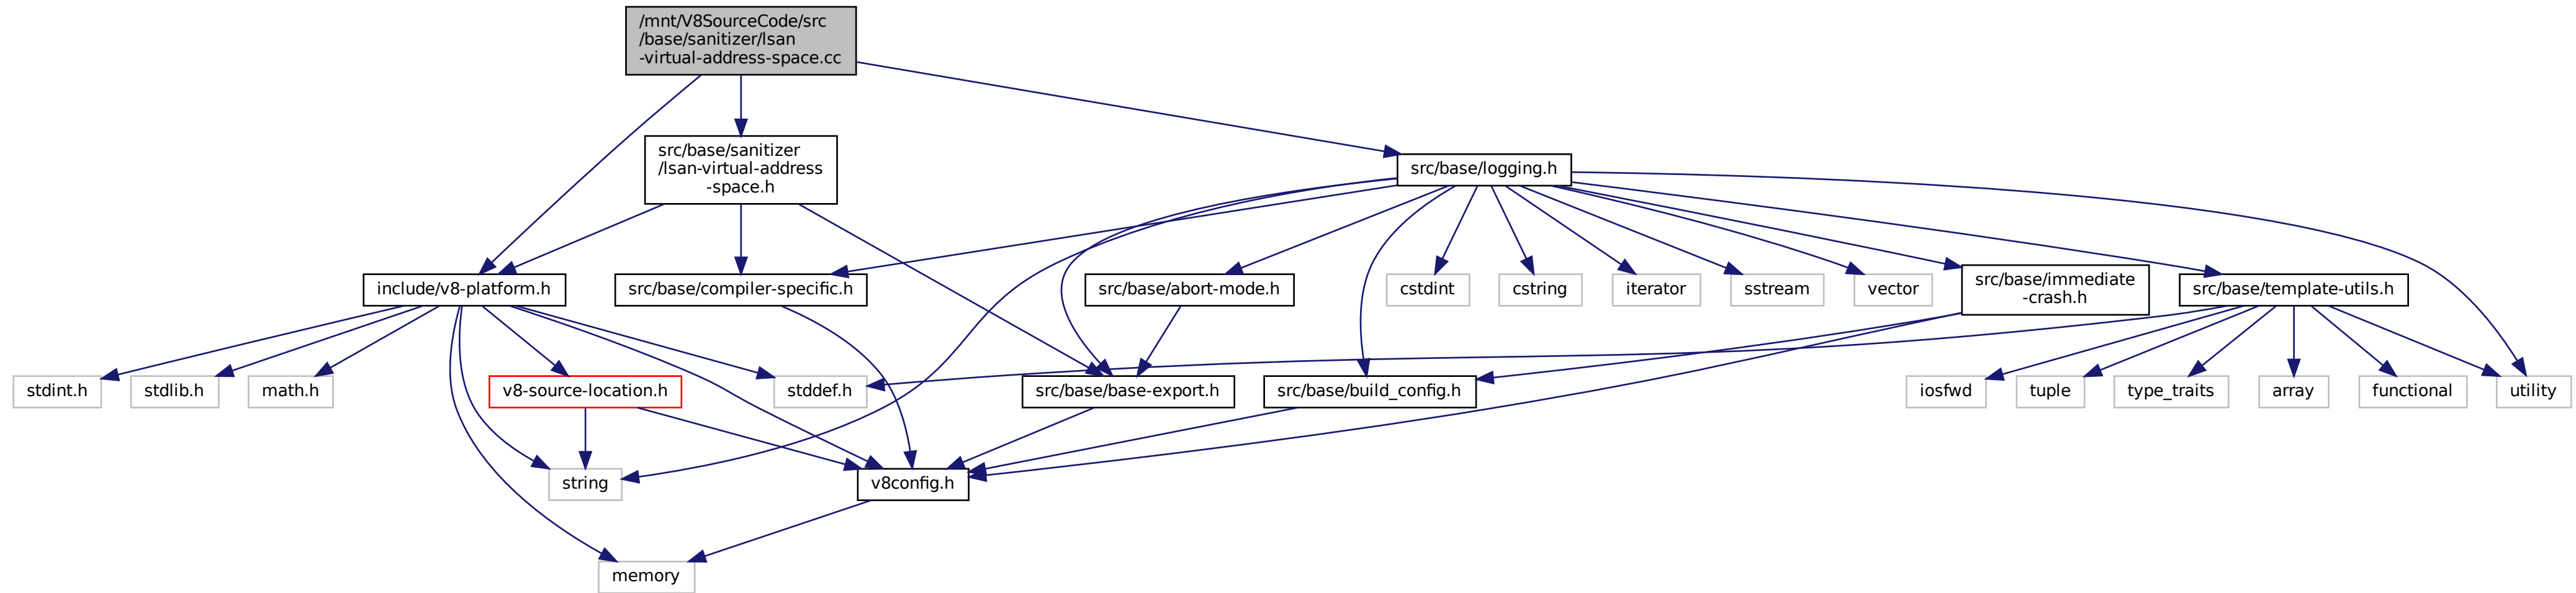 /mnt/V8SourceCode/src
/base/sanitizer/lsan
-virtual-address-space.cc
src/base/sanitizer
/lsan-virtual-address
-space.h
src/base/logging.h
include/v8-platform.h
src/base/compiler-specific.h
src/base/abort-mode.h
cstdint
cstring
iterator
sstream
vector
src/base/immediate
-crash.h
src/base/template-utils.h
stdint.h
stdlib.h
math.h
v8-source-location.h
stddef.h
src/base/base-export.h
src/base/build_config.h
iosfwd
tuple
type_traits
array
functional
utility
string
v8config.h
memory